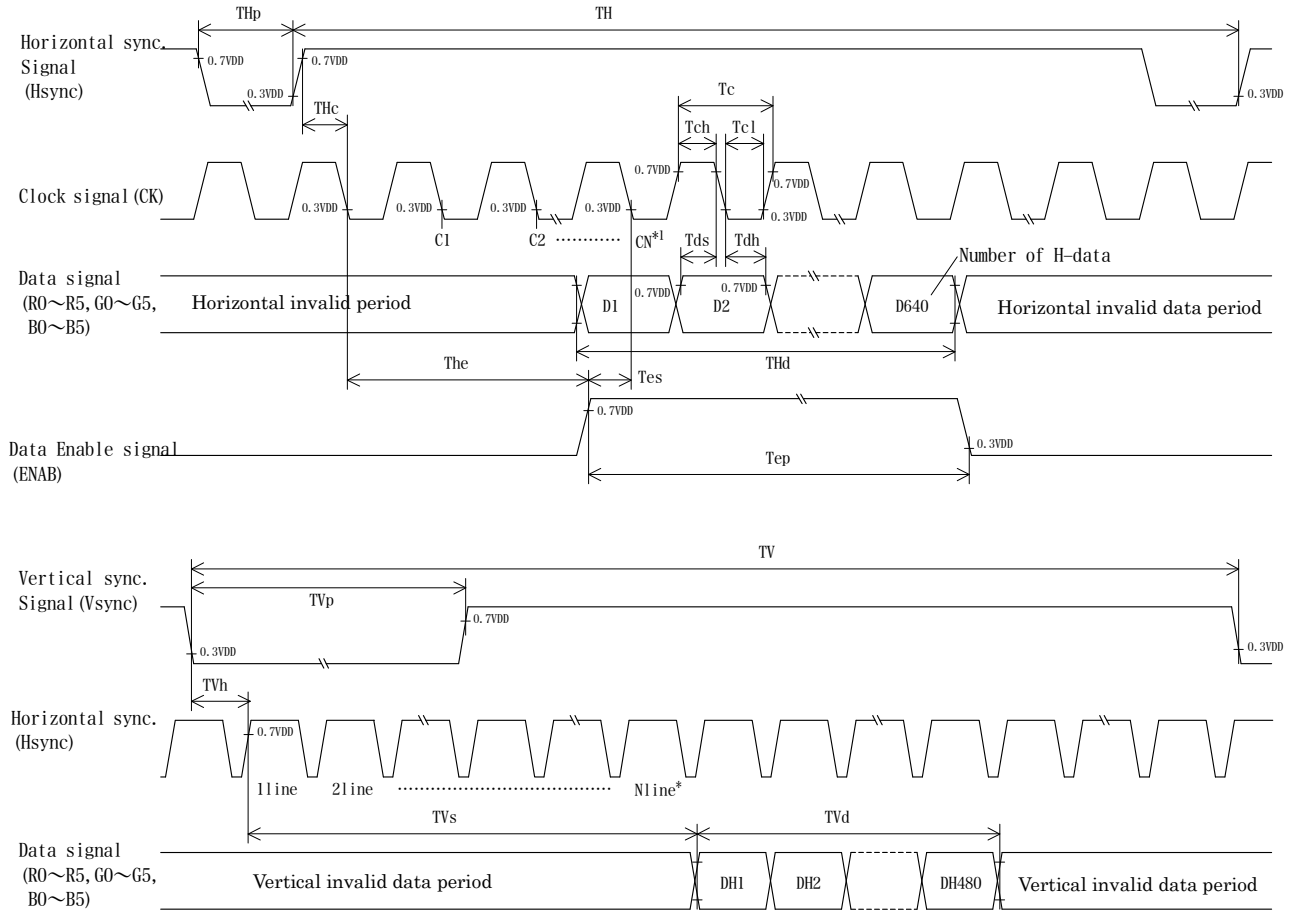 THp
TH
Horizontal sync.
Signal
(Hsync)
0.7VDD
0.3VDD
0.7VDD
0.3VDD
THc
Tc
Tch
Tcl
Clock signal(CK)
0.3VDD
0.3VDD
0.3VDD
0.3VDD
0.7VDD
0.7VDD
0.3VDD
C1
C2
············
CN*1
Tds
Tdh
Number of H-data
Data signal
(R0～R5,G0～G5,
B0～B5)
Horizontal invalid period
D1
0.7VDD
D2
0.7VDD
D640
Horizontal invalid data period
THd
The
Tes
0.7VDD
Data Enable signal
(ENAB)
0.3VDD
Tep
TV
Vertical sync.
Signal(Vsync)
TVp
0.7VDD
0.3VDD
0.3VDD
TVh
Horizontal sync.
(Hsync)
0.7VDD
1line
2line
······································
Nline*
TVs
TVd
Data signal
(R0～R5,G0～G5,
B0～B5)
Vertical invalid data period
DH1
DH2
DH480
Vertical invalid data period